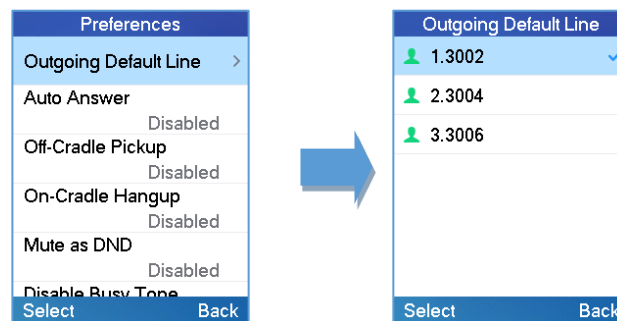 Preferences
Outgoing Default Line
Auto Answer
Disabled
Off-Cradle Pickup
Disabled
On-Cradle Hangup
Disabled
Mute as DND
Disabled
Disable Busy Tone
Select Back
Outgoing Default Line
1.3002
2.3004
3.3006
Select Back